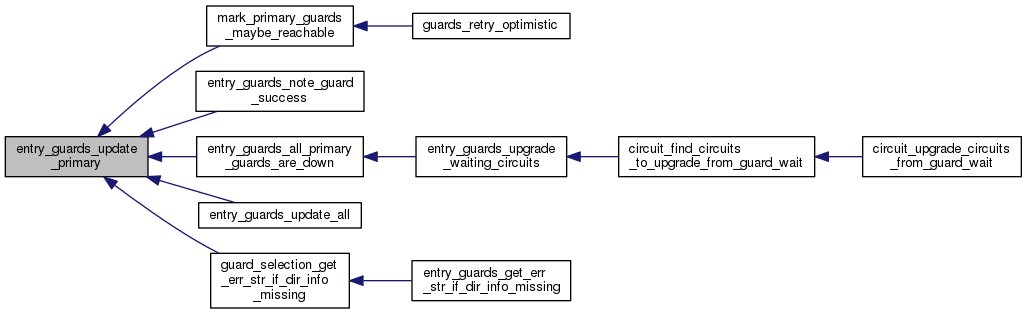 mark_primary_guards
_maybe_reachable
guards_retry_optimistic
entry_guards_note_guard
_success
entry_guards_update
_primary
entry_guards_all_primary
_guards_are_down
entry_guards_upgrade
_waiting_circuits
circuit_find_circuits
_to_upgrade_from_guard_wait
circuit_upgrade_circuits
_from_guard_wait
entry_guards_update_all
guard_selection_get
_err_str_if_dir_info
_missing
entry_guards_get_err
_str_if_dir_info_missing